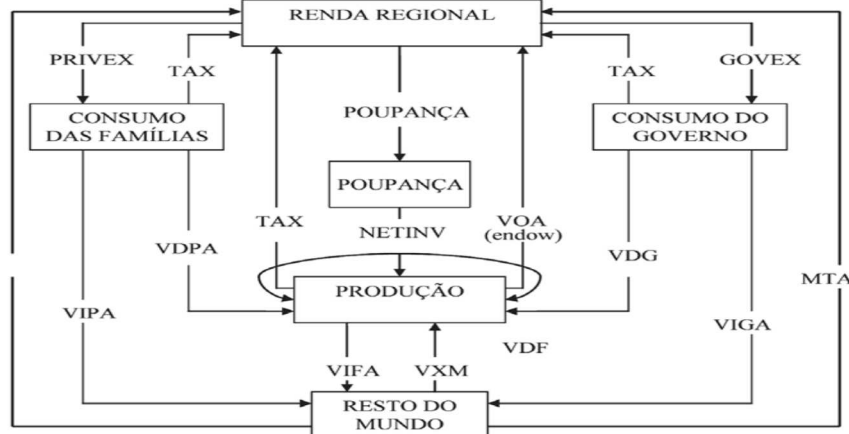 RENDA REGIONAL
PRIVEX
GOVEX
TAX
TAX
CONSUMO
DAS FAMÍLIAS
POUPANÇA
CONSUMO DO
GOVERNO
POUPANÇA
TAX
NETINV
VOA
(endow)
VDPA
VDG
MTA
PRODUÇÃO
VIPA
VIGA
VDF
VIFA
VXM
RESTO DO
MUNDO